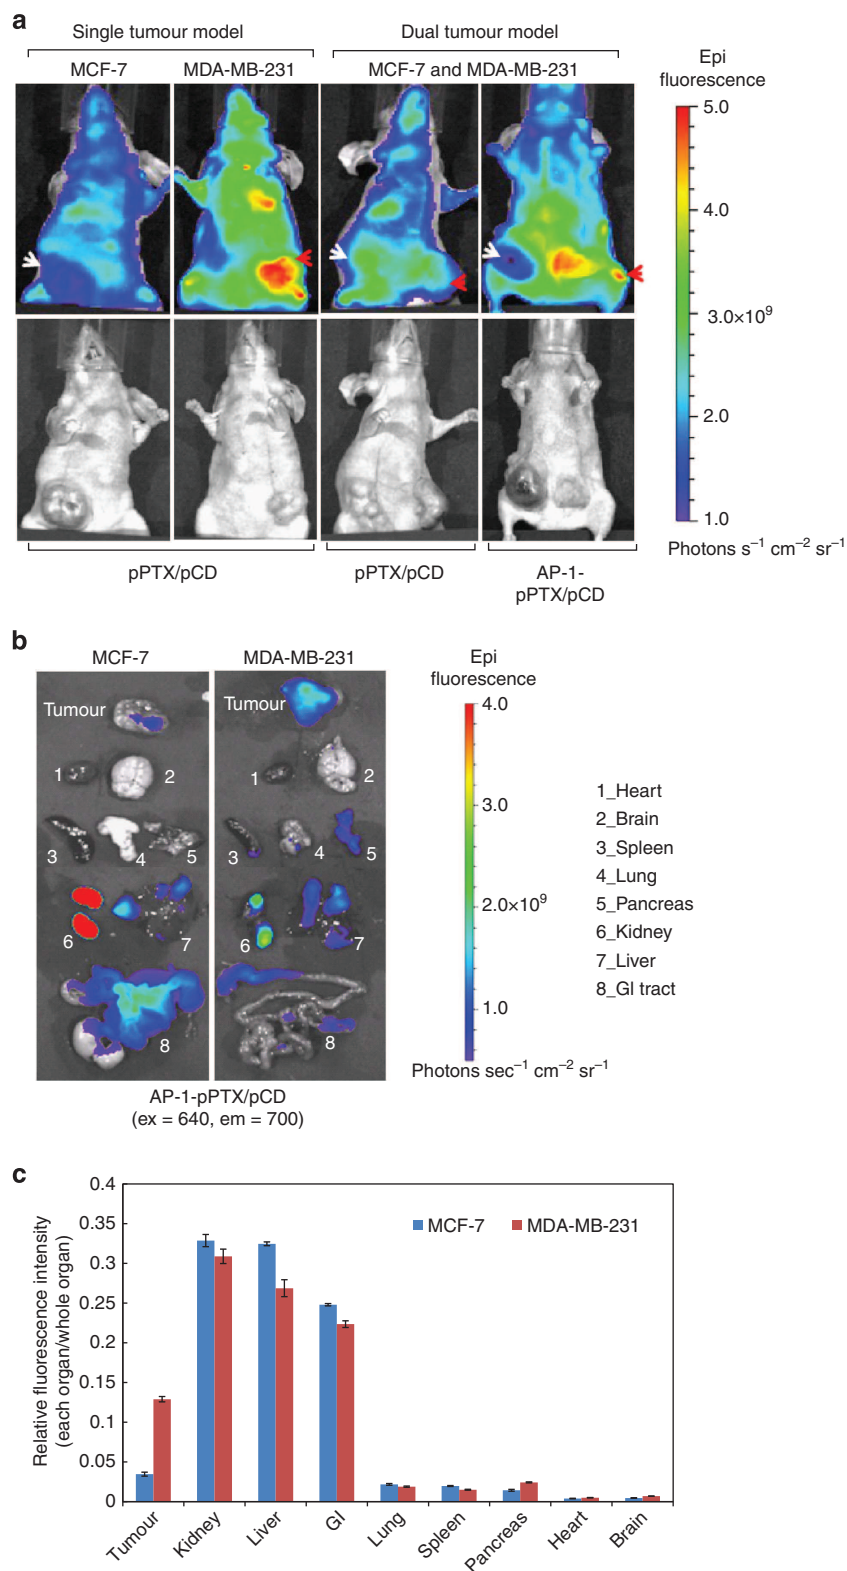 a
Single tumour model
Dual tumour model
MCF-7
MDA-MB-231
MCF-7 and MDA-MB-231
Epi
fluorescence
5.0
4.0
3.0×10⁹
2.0
1.0
Photons s⁻¹ cm⁻² sr⁻¹
pPTX/pCD
pPTX/pCD
AP-1-
pPTX/pCD
b
MCF-7
MDA-MB-231
Epi
fluorescence
Tumour
Tumour
1
2
1
2
3
4
5
3
4
5
6
7
6
7
8
8
4.0
3.0
2.0×10⁹
1.0
Photons sec⁻¹ cm⁻² sr⁻¹
1_Heart
2_Brain
3_Spleen
4_Lung
5_Pancreas
6_Kidney
7_Liver
8_GI tract
AP-1-pPTX/pCD
(ex = 640, em = 700)
c
Relative fluorescence intensity
(each organ/whole organ)
0.4
0.35
0.3
0.25
0.2
0.15
0.1
0.05
0
MCF-7
MDA-MB-231
Tumour
Kidney
Liver
GI
Lung
Spleen
Pancreas
Heart
Brain